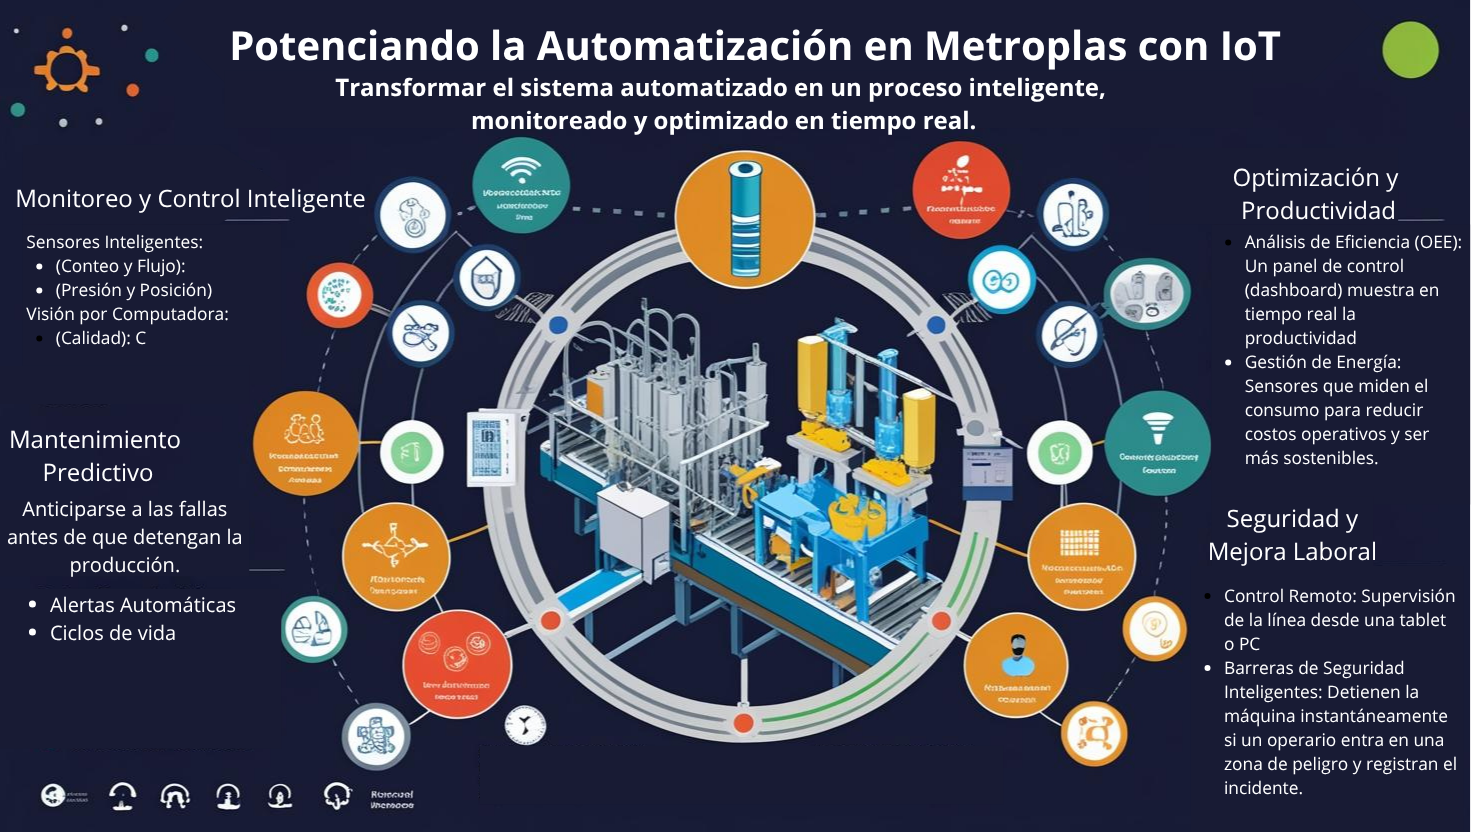 Potenciando la Automatización en Metroplas con IoT
Transformar el sistema automatizado en un proceso inteligente,
monitoreado y optimizado en tiempo real.
Monitoreo y Control Inteligente
Sensores Inteligentes:
• (Conteo y Flujo):
• (Presión y Posición)
Visión por Computadora:
• (Calidad): C
Mantenimiento
Predictivo
Anticiparse a las fallas
antes de que detengan la
producción.
• Alertas Automáticas
• Ciclos de vida
Optimización y
Productividad
• Análisis de Eficiencia (OEE):
Un panel de control
(dashboard) muestra en
tiempo real la
productividad
• Gestión de Energía:
Sensores que miden el
consumo para reducir
costos operativos y ser
más sostenibles.
Seguridad y
Mejora Laboral
• Control Remoto: Supervisión
de la línea desde una tablet
o PC
• Barreras de Seguridad
Inteligentes: Detienen la
máquina instantáneamente
si un operario entra en una
zona de peligro y registran el
incidente.